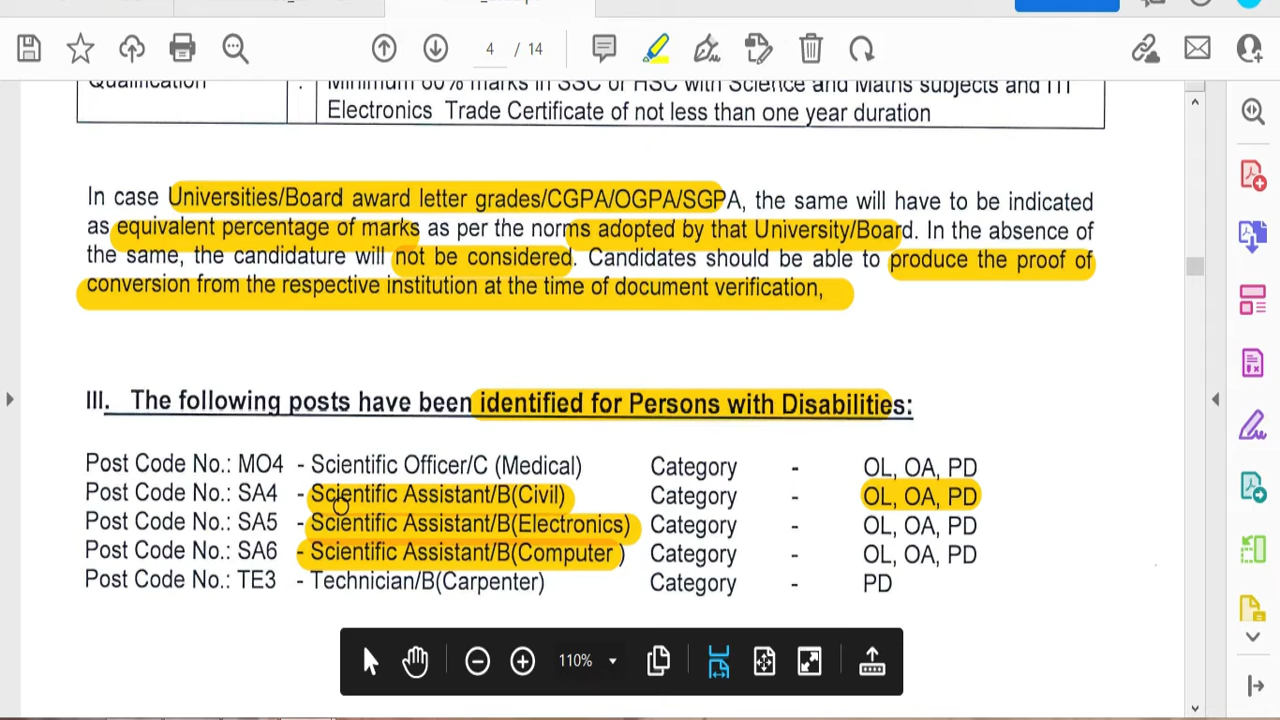 4 / 14
Qualification : Minimum 60% marks in SSC or HSC with Science and Maths subjects and ITI
Electronics Trade Certificate of not less than one year duration
In case Universities/Board award letter grades/CGPA/OGPA/SGPA, the same will have to be indicated
as equivalent percentage of marks as per the norms adopted by that University/Board. In the absence of
the same, the candidature will not be considered. Candidates should be able to produce the proof of
conversion from the respective institution at the time of document verification,
III. The following posts have been identified for Persons with Disabilities:
Post Code No.: MO4 - Scientific Officer/C (Medical) Category - OL, OA, PD
Post Code No.: SA4 - Scientific Assistant/B(Civil) Category - OL, OA, PD
Post Code No.: SA5 - Scientific Assistant/B(Electronics) Category - OL, OA, PD
Post Code No.: SA6 - Scientific Assistant/B(Computer ) Category - OL, OA, PD
Post Code No.: TE3 - Technician/B(Carpenter) Category - PD
110%